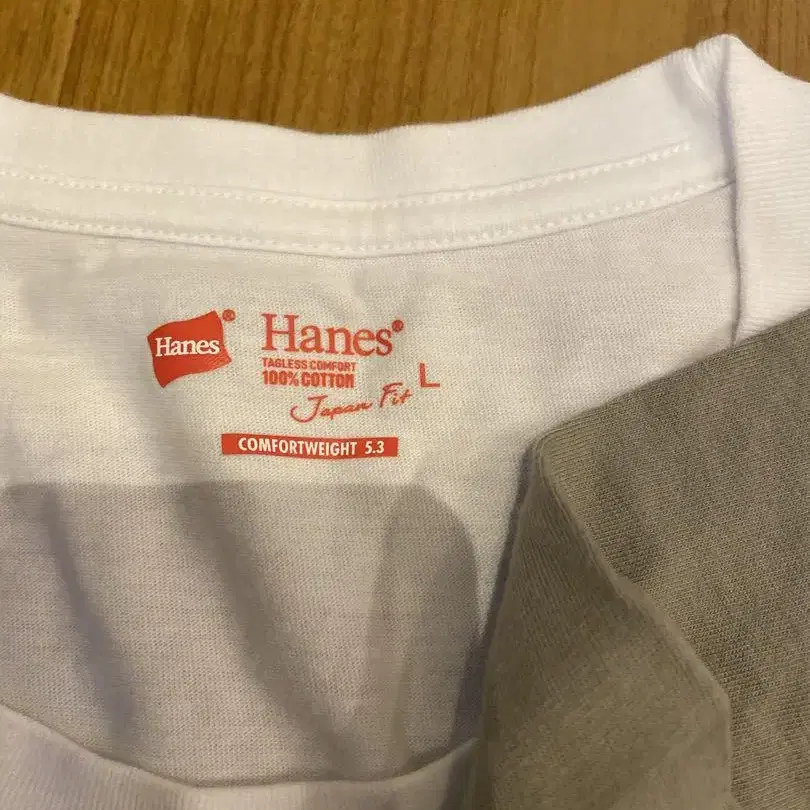 Hanes®
Hanes®
TAGLESS COMFORT
100% COTTON
L
Japan Fit
COMFORTWEIGHT 5.3